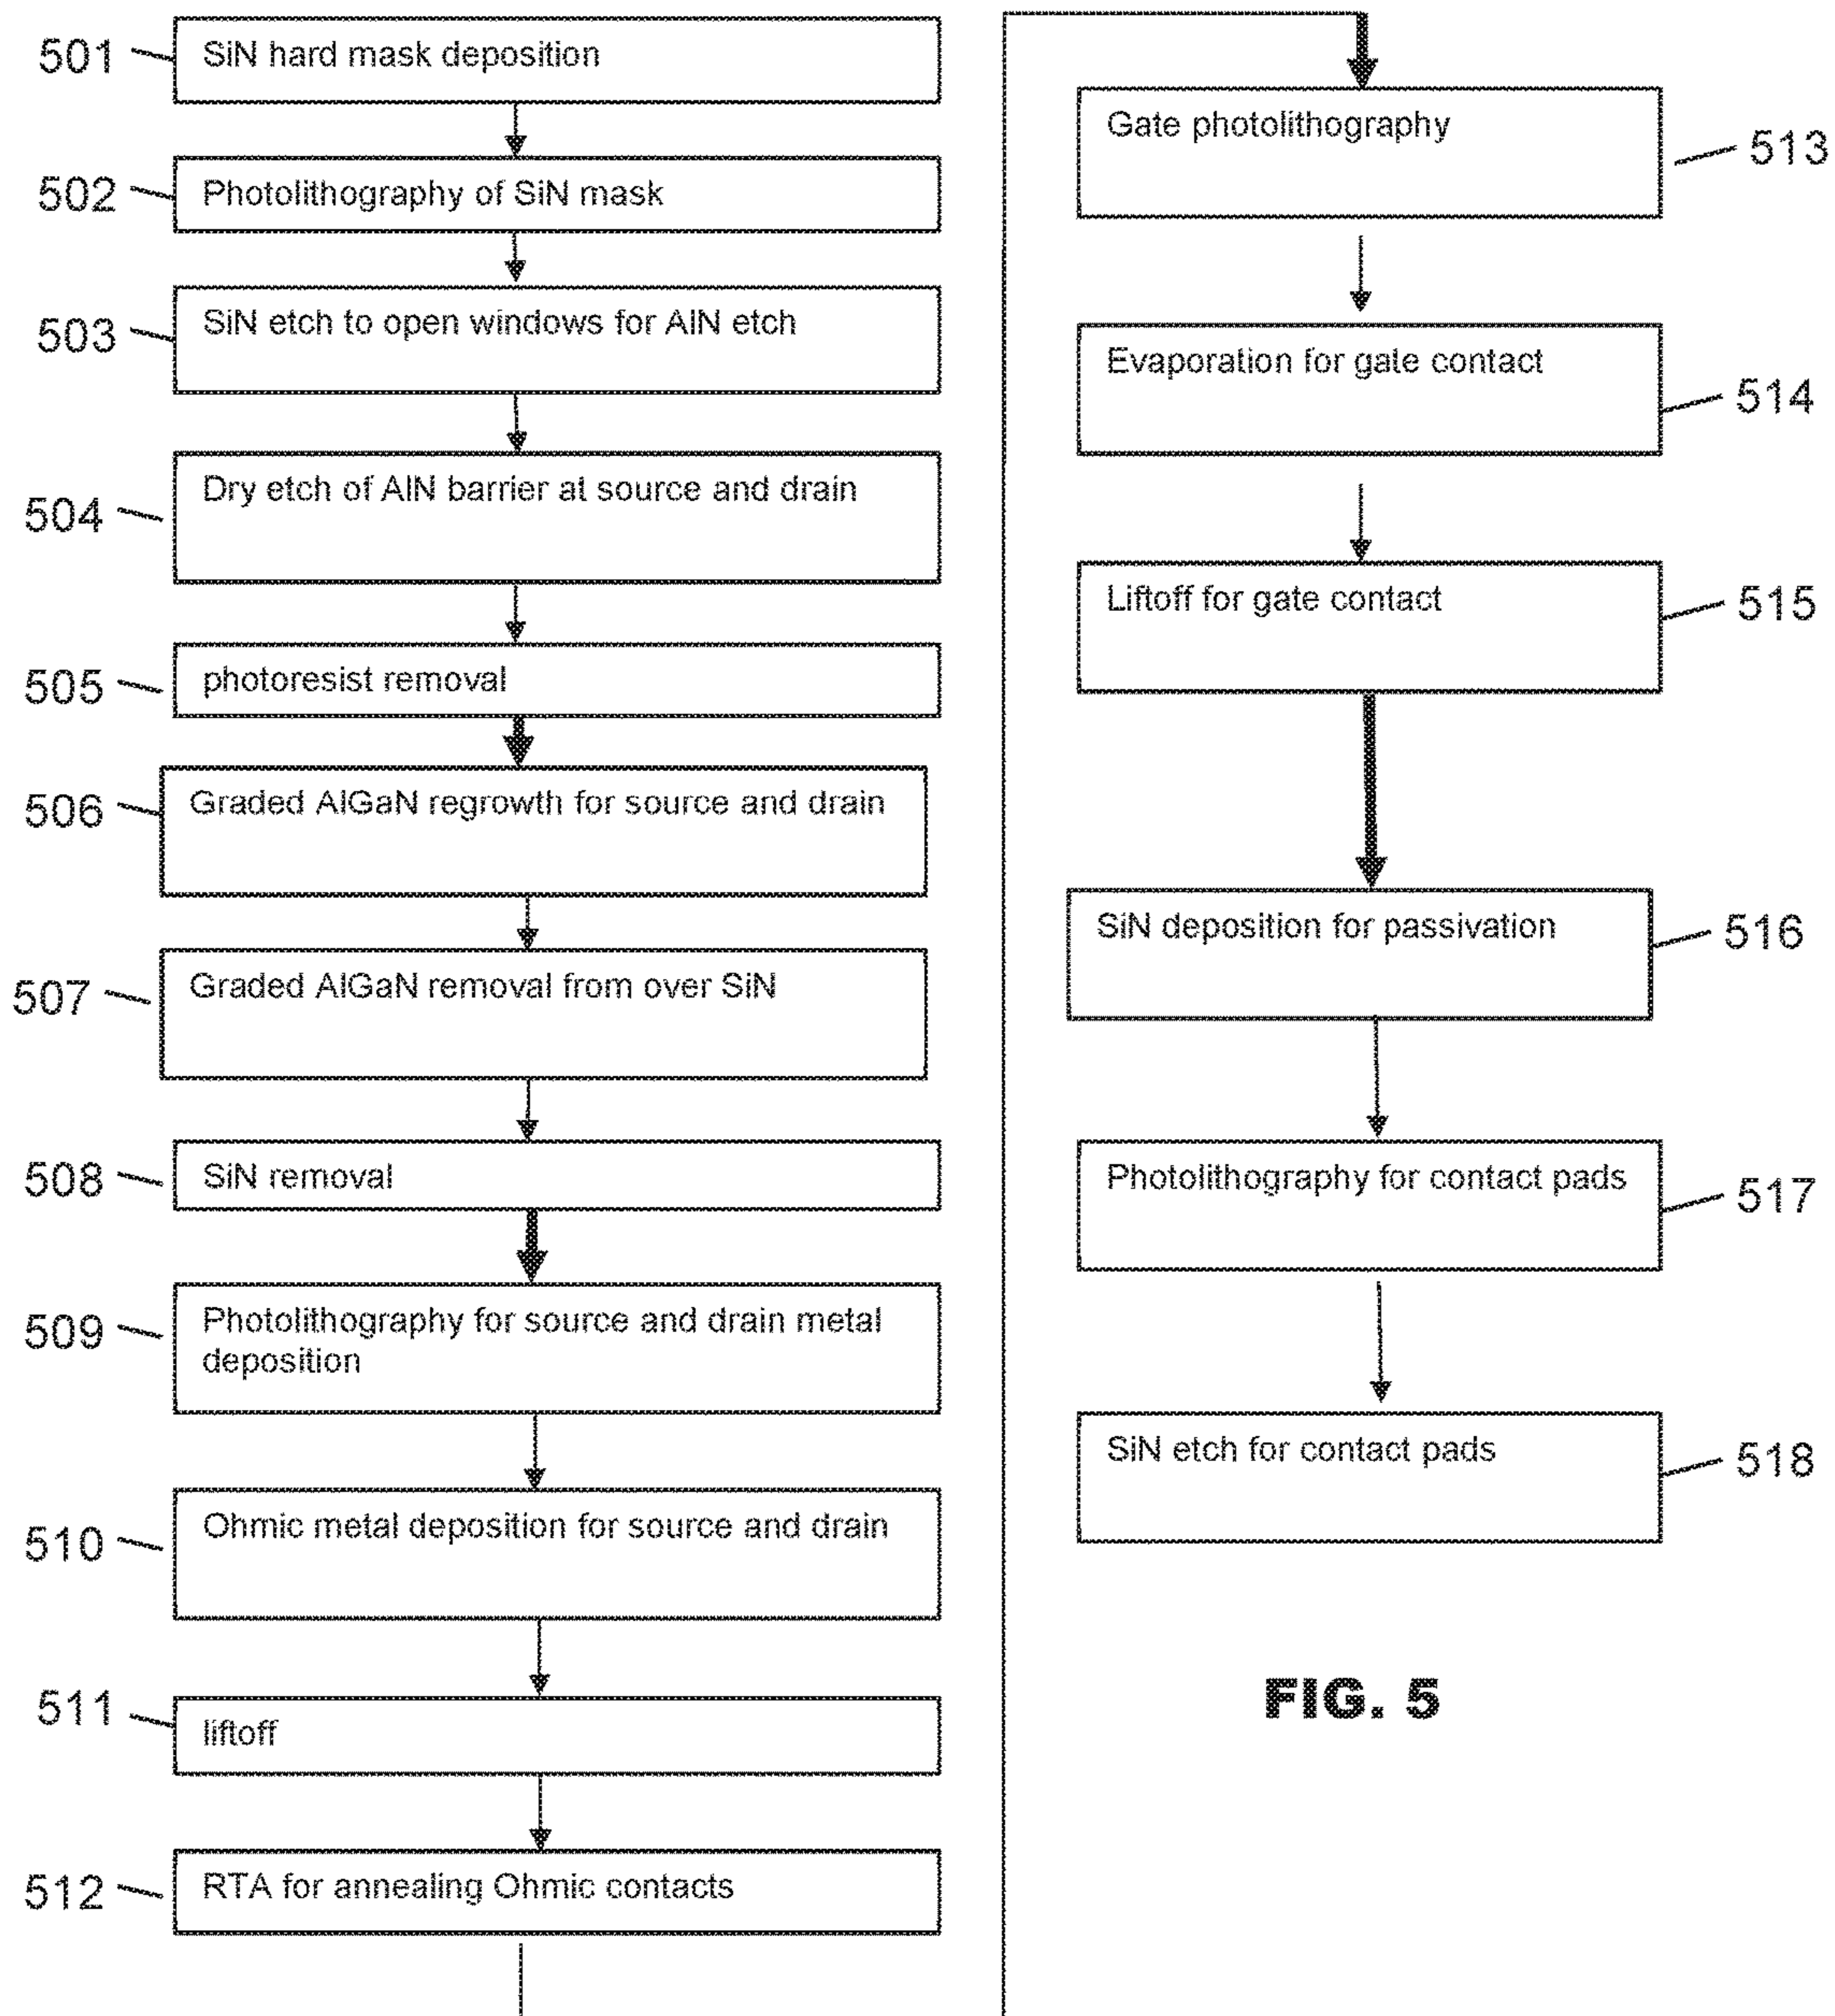 501
SiN hard mask deposition
502
Photolithography of SiN mask
503
SiN etch to open windows for AlN etch
504
Dry etch of AlN barrier at source and drain
505
photoresist removal
506
Graded AlGaN regrowth for source and drain
507
Graded AlGaN removal from over SiN
508
SiN removal
509
Photolithography for source and drain metal
deposition
510
Ohmic metal deposition for source and drain
511
liftoff
512
RTA for annealing Ohmic contacts
Gate photolithography
513
Evaporation for gate contact
514
Liftoff for gate contact
515
SiN deposition for passivation
516
Photolithography for contact pads
517
SiN etch for contact pads
518
FIG. 5